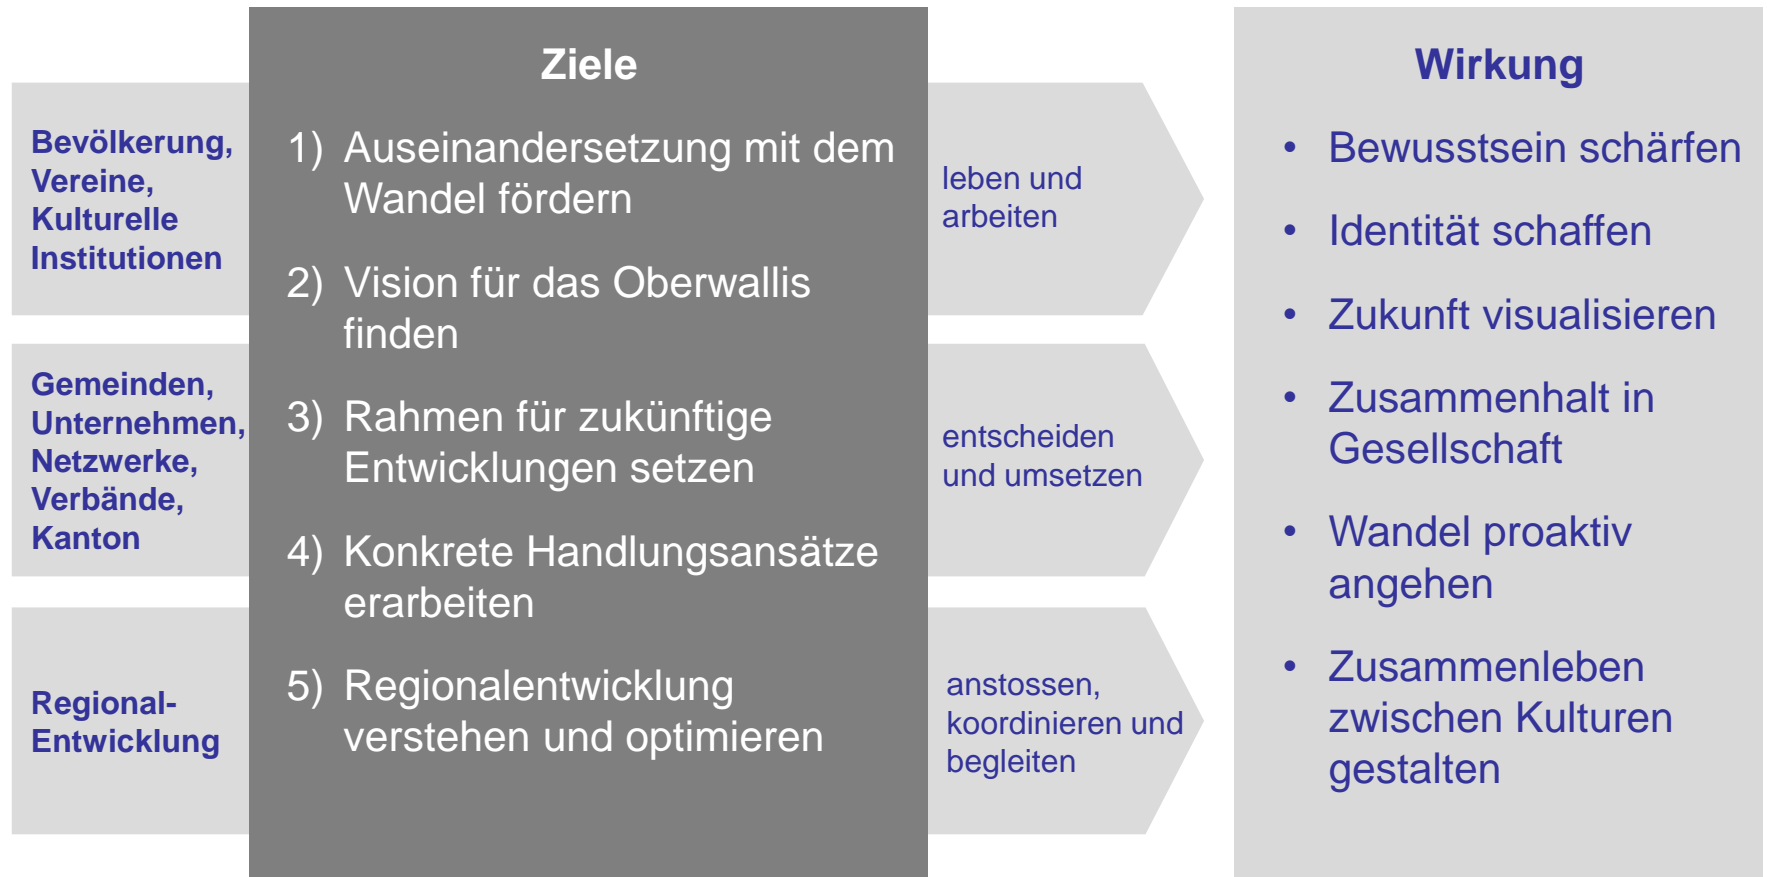 Bevölkerung,
Vereine,
Kulturelle
Institutionen
Gemeinden,
Unternehmen,
Netzwerke,
Verbände,
Kanton
Regional-
Entwicklung
Ziele
1) Auseinandersetzung mit dem
Wandel fördern
2) Vision für das Oberwallis
finden
3) Rahmen für zukünftige
Entwicklungen setzen
4) Konkrete Handlungsansätze
erarbeiten
5) Regionalentwicklung
verstehen und optimieren
leben und
arbeiten
entscheiden
und umsetzen
anstossen,
koordinieren und
begleiten
Wirkung
• Bewusstsein schärfen
• Identität schaffen
• Zukunft visualisieren
• Zusammenhalt in
Gesellschaft
• Wandel proaktiv
angehen
• Zusammenleben
zwischen Kulturen
gestalten